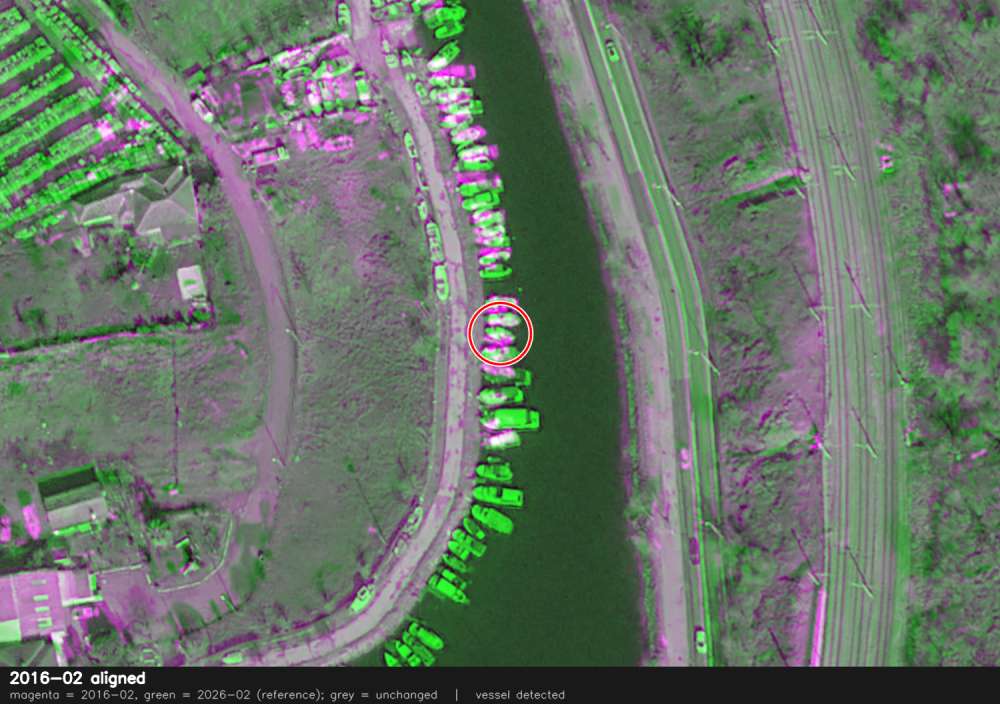 2016-02 aligned
magenta = 2016-02, green = 2026-02 (reference); grey = unchanged | vessel detected